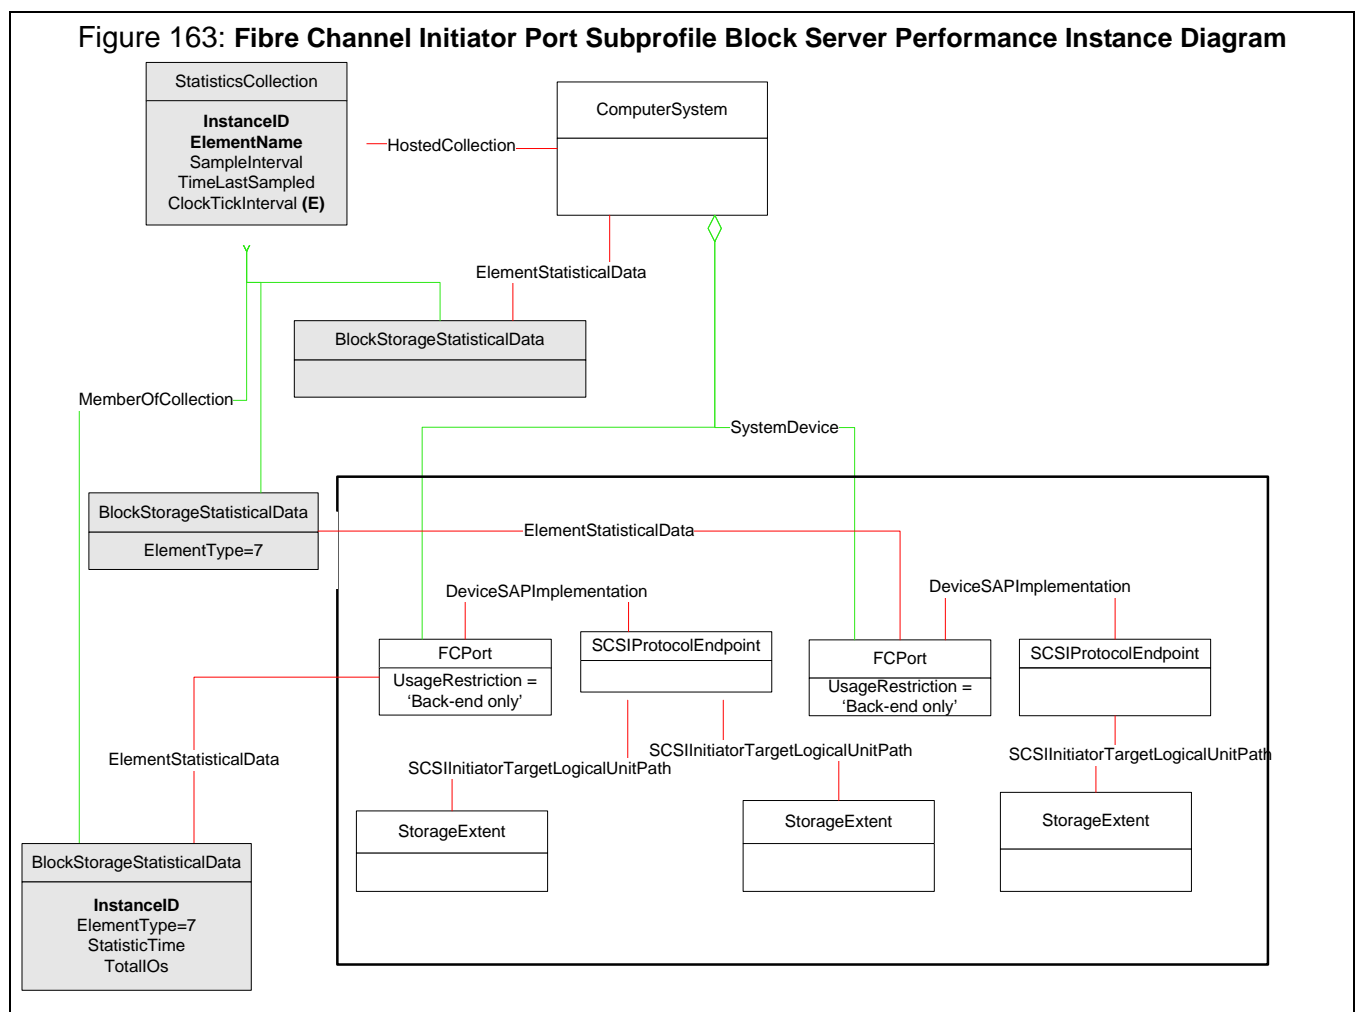 Figure 163: Fibre Channel Initiator Port Subprofile Block Server Performance Instance Diagram
StatisticsCollection
InstanceID
ElementName
SampleInterval
TimeLastSampled
ClockTickInterval (E)
HostedCollection
ComputerSystem
ElementStatisticalData
BlockStorageStatisticalData
MemberOfCollection
SystemDevice
BlockStorageStatisticalData
ElementType=7
ElementStatisticalData
DeviceSAPImplementation
DeviceSAPImplementation
FCPort
UsageRestriction =
‘Back-end only’
SCSIProtocolEndpoint
FCPort
UsageRestriction =
‘Back-end only’
SCSIProtocolEndpoint
ElementStatisticalData
SCSIInitiatorTargetLogicalUnitPath
SCSIInitiatorTargetLogicalUnitPath
SCSIInitiatorTargetLogicalUnitPath
StorageExtent
StorageExtent
StorageExtent
BlockStorageStatisticalData
InstanceID
ElementType=7
StatisticTime
TotalIOs